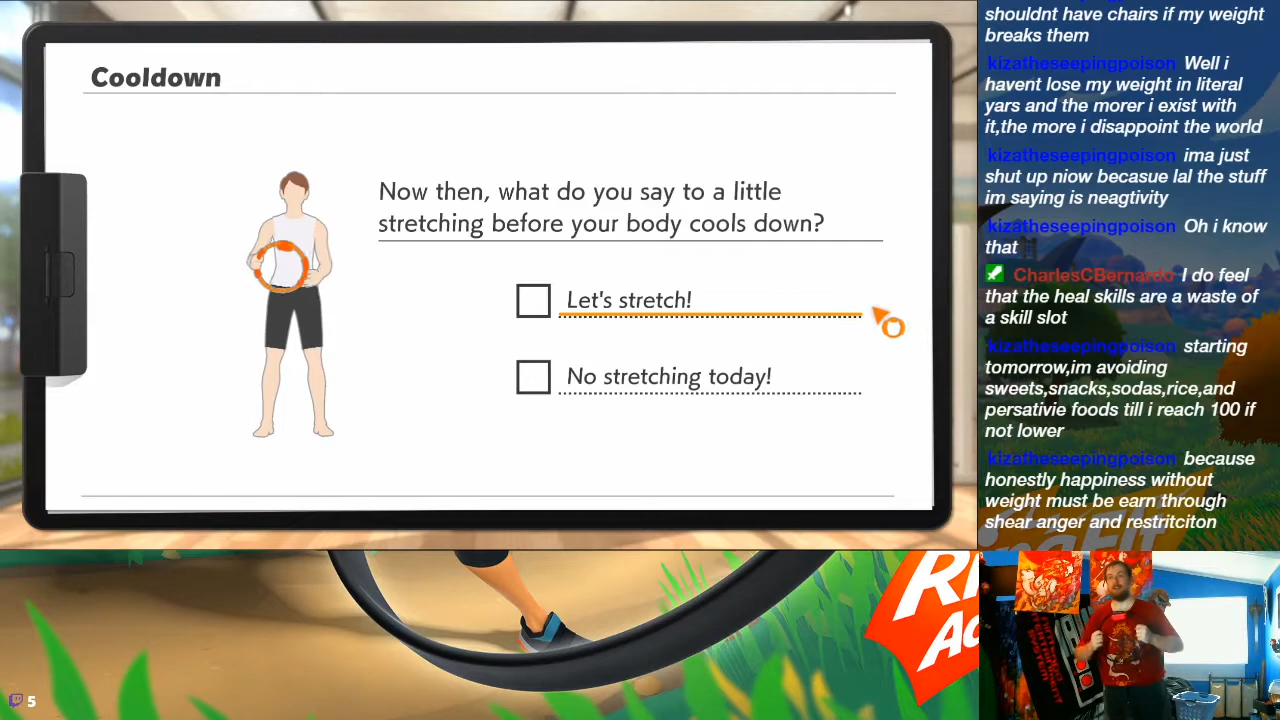 Cooldown
Now then, what do you say to a little
stretching before your body cools down?
Let's stretch!
No stretching today!
shouldnt have chairs if my weight
breaks them
kizatheseepingpoison Well i
havent lose my weight in literal
yars and the morer i exist with
it,the more i disappoint the world
kizatheseepingpoison ima just
shut up niow becasue lal the stuff
im saying is neagtivity
kizatheseepingpoison Oh i know
that
CharlesCBernardo I do feel
that the heal skills are a waste of
a skill slot
kizatheseepingpoison starting
tomorrow,im avoiding
sweets,snacks,sodas,rice,and
persativie foods till i reach 100 if
not lower
kizatheseepingpoison because
honestly happiness without
weight must be earn through
shear anger and restritciton
5